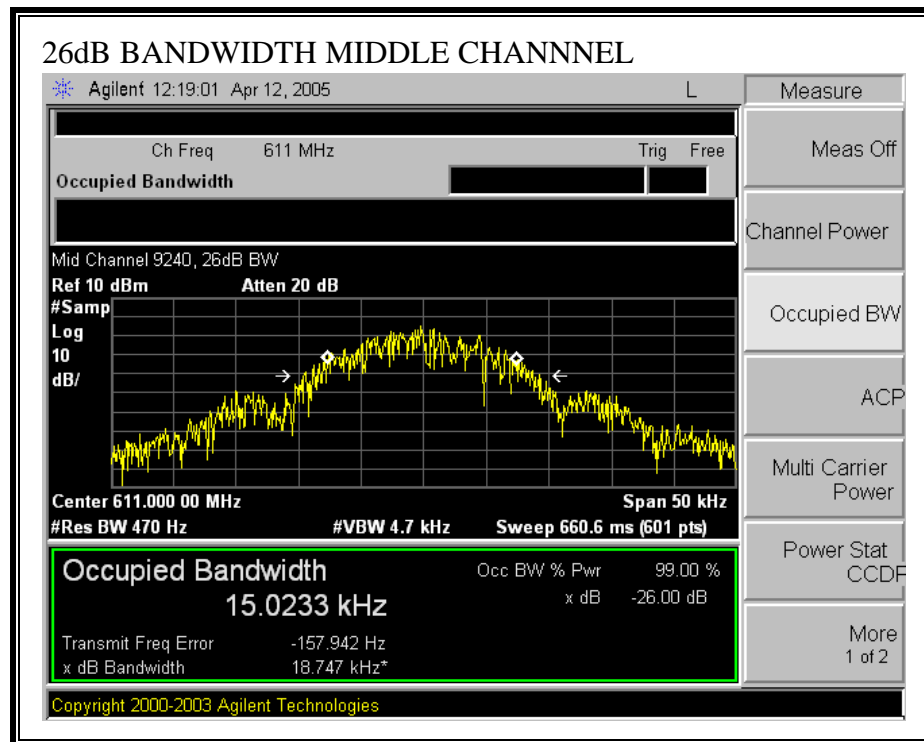 26dB BANDWIDTH MIDDLE CHANNNEL
Agilent 12:19:01 Apr 12, 2005 L
Measure
Ch Freq 611 MHz Trig Free
Occupied Bandwidth
Mid Channel 9240, 26dB BW
Ref 10 dBm Atten 20 dB
#Samp
Log
10
dB/
Center 611.000 00 MHz Span 50 kHz
#Res BW 470 Hz #VBW 4.7 kHz Sweep 660.6 ms (601 pts)
Occupied Bandwidth Occ BW % Pwr 99.00 %
15.0233 kHz x dB -26.00 dB
Transmit Freq Error -157.942 Hz
x dB Bandwidth 18.747 kHz*
Copyright 2000-2003 Agilent Technologies
Meas Off
Channel Power
Occupied BW
ACP
Multi Carrier
Power
Power Stat
CCDF
More
1 of 2